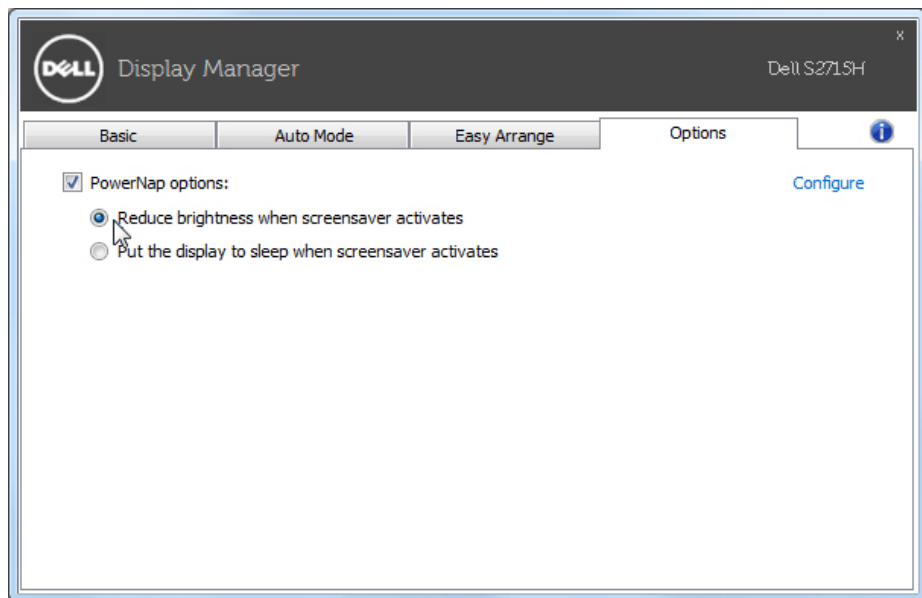 x
DELL Display Manager Dell S2715H
Basic Auto Mode Easy Arrange Options i
PowerNap options: Configure
Reduce brightness when screensaver activates
Put the display to sleep when screensaver activates